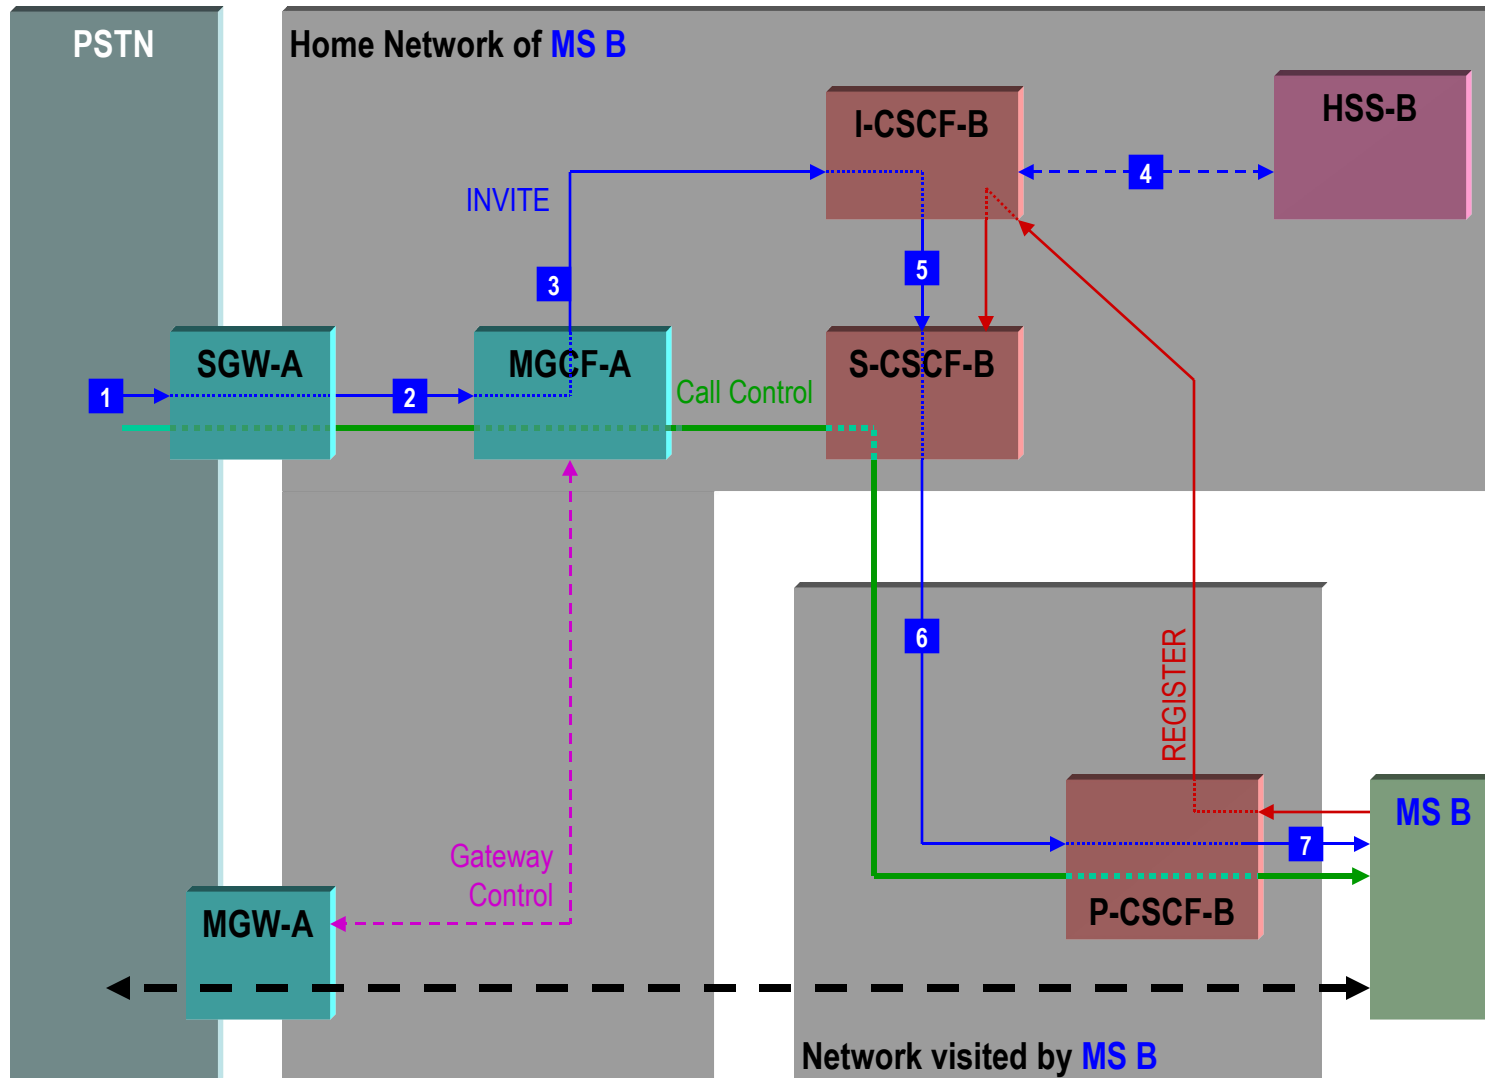 PSTN
Home Network of MS B
I-CSCF-B
HSS-B
4
INVITE
5
3
SGW-A
MGCF-A
S-CSCF-B
Call Control
1
2
6
REGISTER
MS B
7
Gateway
Control
P-CSCF-B
MGW-A
Network visited by MS B